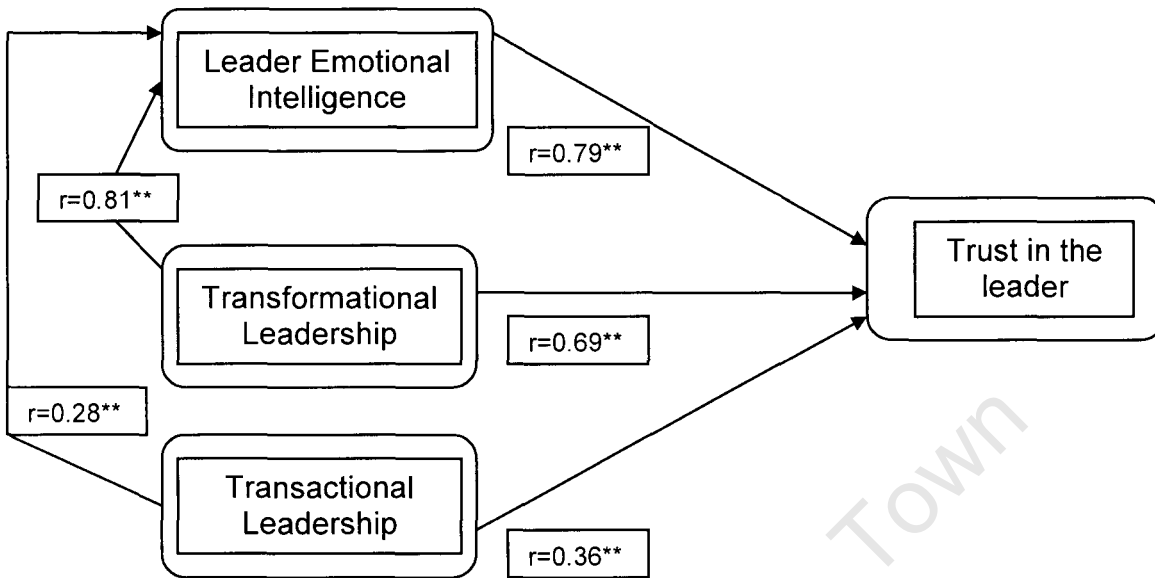 Leader Emotional
Intelligence
r=0.79**
r=0.81**
Trust in the
leader
Transformational
Leadership
r=0.69**
r=0.28**
Transactional
Leadership
r=0.36**
Town